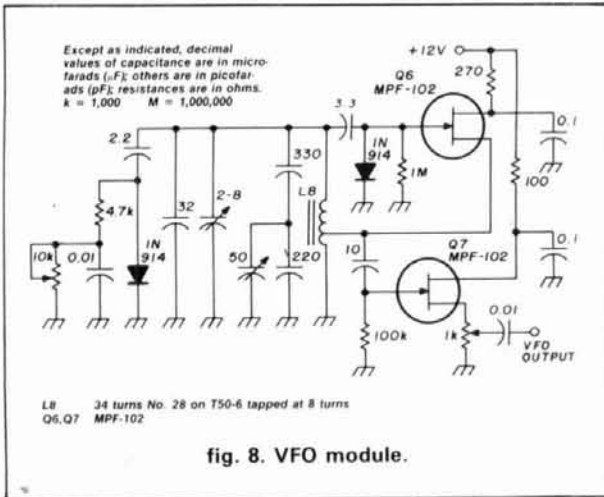 Except as indicated, decimal
values of capacitance are in micro-
farads (µF); others are in picofar-
ads (pF); resistances are in ohms.
k = 1,000 M = 1,000,000
+12V
Q6
MPF-102
270
0.1
2.2
3.3
1N
914
1M
330
L8
100
32
2-8
4.7k
10k
0.01
1N
914
50
220
10
Q7
MPF-102
0.1
100k
1k
0.01
VFO
OUTPUT
L8 34 turns No. 28 on T50-6 tapped at 8 turns
Q6,Q7 MPF-102
fig. 8. VFO module.